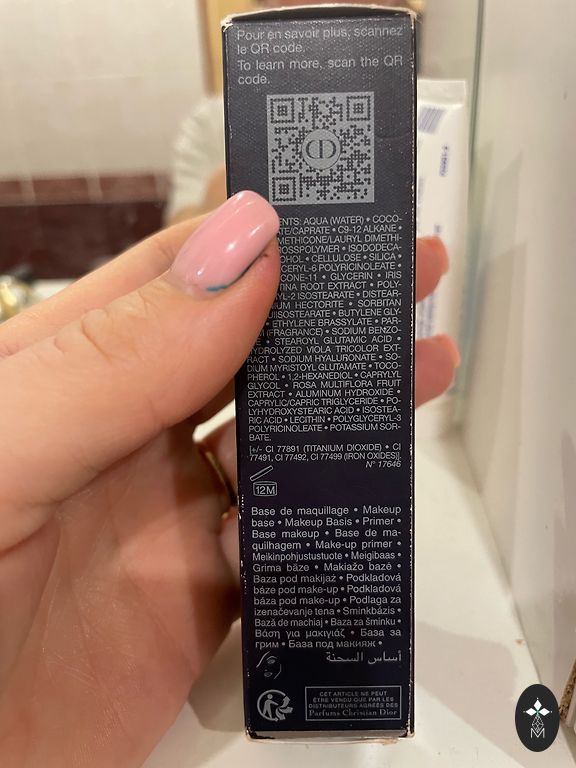 Pour en savoir plus, scannez
le QR code.
To learn more, scan the QR
code.
CD
ENTS: AQUA (WATER) • COCO-
ATE/CAPRATE • C9-12 ALKANE •
METHICONE/LAURYL DIMETHI-
OSSPOLYMER • ISODODECA-
OHOL • CELLULOSE • SILICA •
CERYL-6 POLYRICINOLEATE •
CONE-11 • GLYCERIN • IRIS
TINA ROOT EXTRACT • POLY-
YL-2 ISOSTEARATE • DISTEAR-
UM HECTORITE • SORBITAN
UIISOSTEARATE • BUTYLENE GLY-
• ETHYLENE BRASSYLATE • PAR-
M (FRAGRANCE) • SODIUM BENZO-
E • STEAROYL GLUTAMIC ACID •
HYDROLYZED VIOLA TRICOLOR EXT-
RACT • SODIUM HYALURONATE • SO-
DIUM MYRISTOYL GLUTAMATE • TOCO-
PHEROL • 1,2-HEXANEDIOL • CAPRYLYL
GLYCOL • ROSA MULTIFLORA FRUIT
EXTRACT • ALUMINUM HYDROXIDE •
CAPRYLIC/CAPRIC TRIGLYCERIDE • PO-
LYHYDROXYSTEARIC ACID • ISOSTEA-
RIC ACID • LECITHIN • POLYGLYCERYL-3
POLYRICINOLEATE • POTASSIUM SOR-
BATE.
[+/- CI 77891 (TITANIUM DIOXIDE) • CI
77491, CI 77492, CI 77499 (IRON OXIDES)].
N° 17646
12M
Base de maquillage • Makeup
base • Makeup Basis • Primer •
Base makeup • Base de ma-
quilhagem • Make-up primer •
Meikinpohjustustuote • Meigibaas •
Grima bāze • Makiažo bazė •
Baza pod makijaż • Podkladová
báze pod make-up • Podkladová
báza pod make-up • Podlaga za
izenačevanje tena • Sminkbázis •
Bază de machiaj • Baza za šminku •
Βάση για μακιγιάζ • База за
грим • База под макияж •
أساس السحنة
CET ARTICLE NE PEUT
ÊTRE VENDU QUE PAR LES
DISTRIBUTEURS AGRÉÉS DES
Parfums Christian Dior